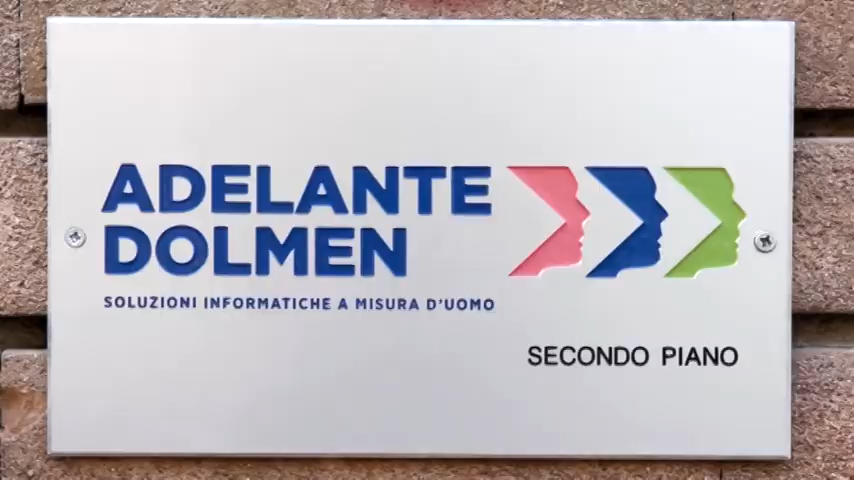 ADELANTE
DOLMEN
SOLUZIONI INFORMATICHE A MISURA D'UOMO
SECONDO PIANO